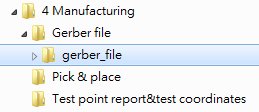 4 Manufacturing
Gerber file
gerber_file
Pick & place
Test point report&test coordinates